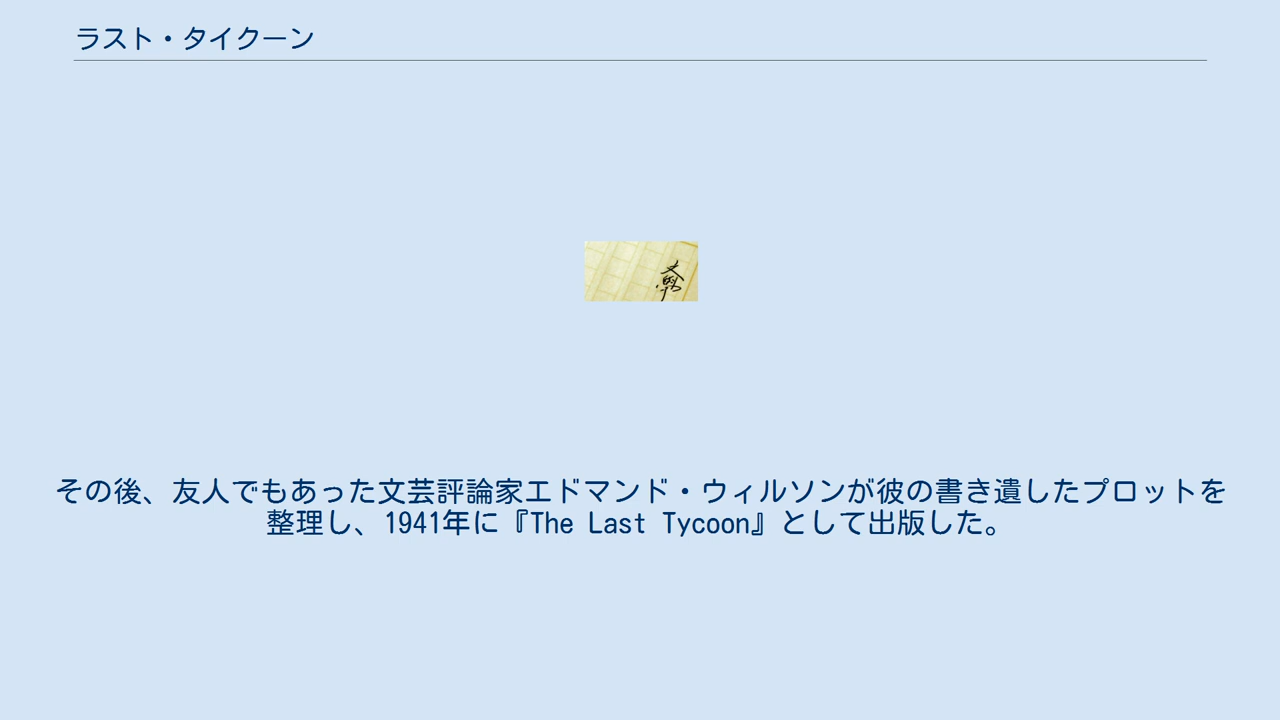 ラスト・タイクーン
その後、友人でもあった文芸評論家エドマンド・ウィルソンが彼の書き遺したプロットを
整理し、1941年に『The Last Tycoon』として出版した。